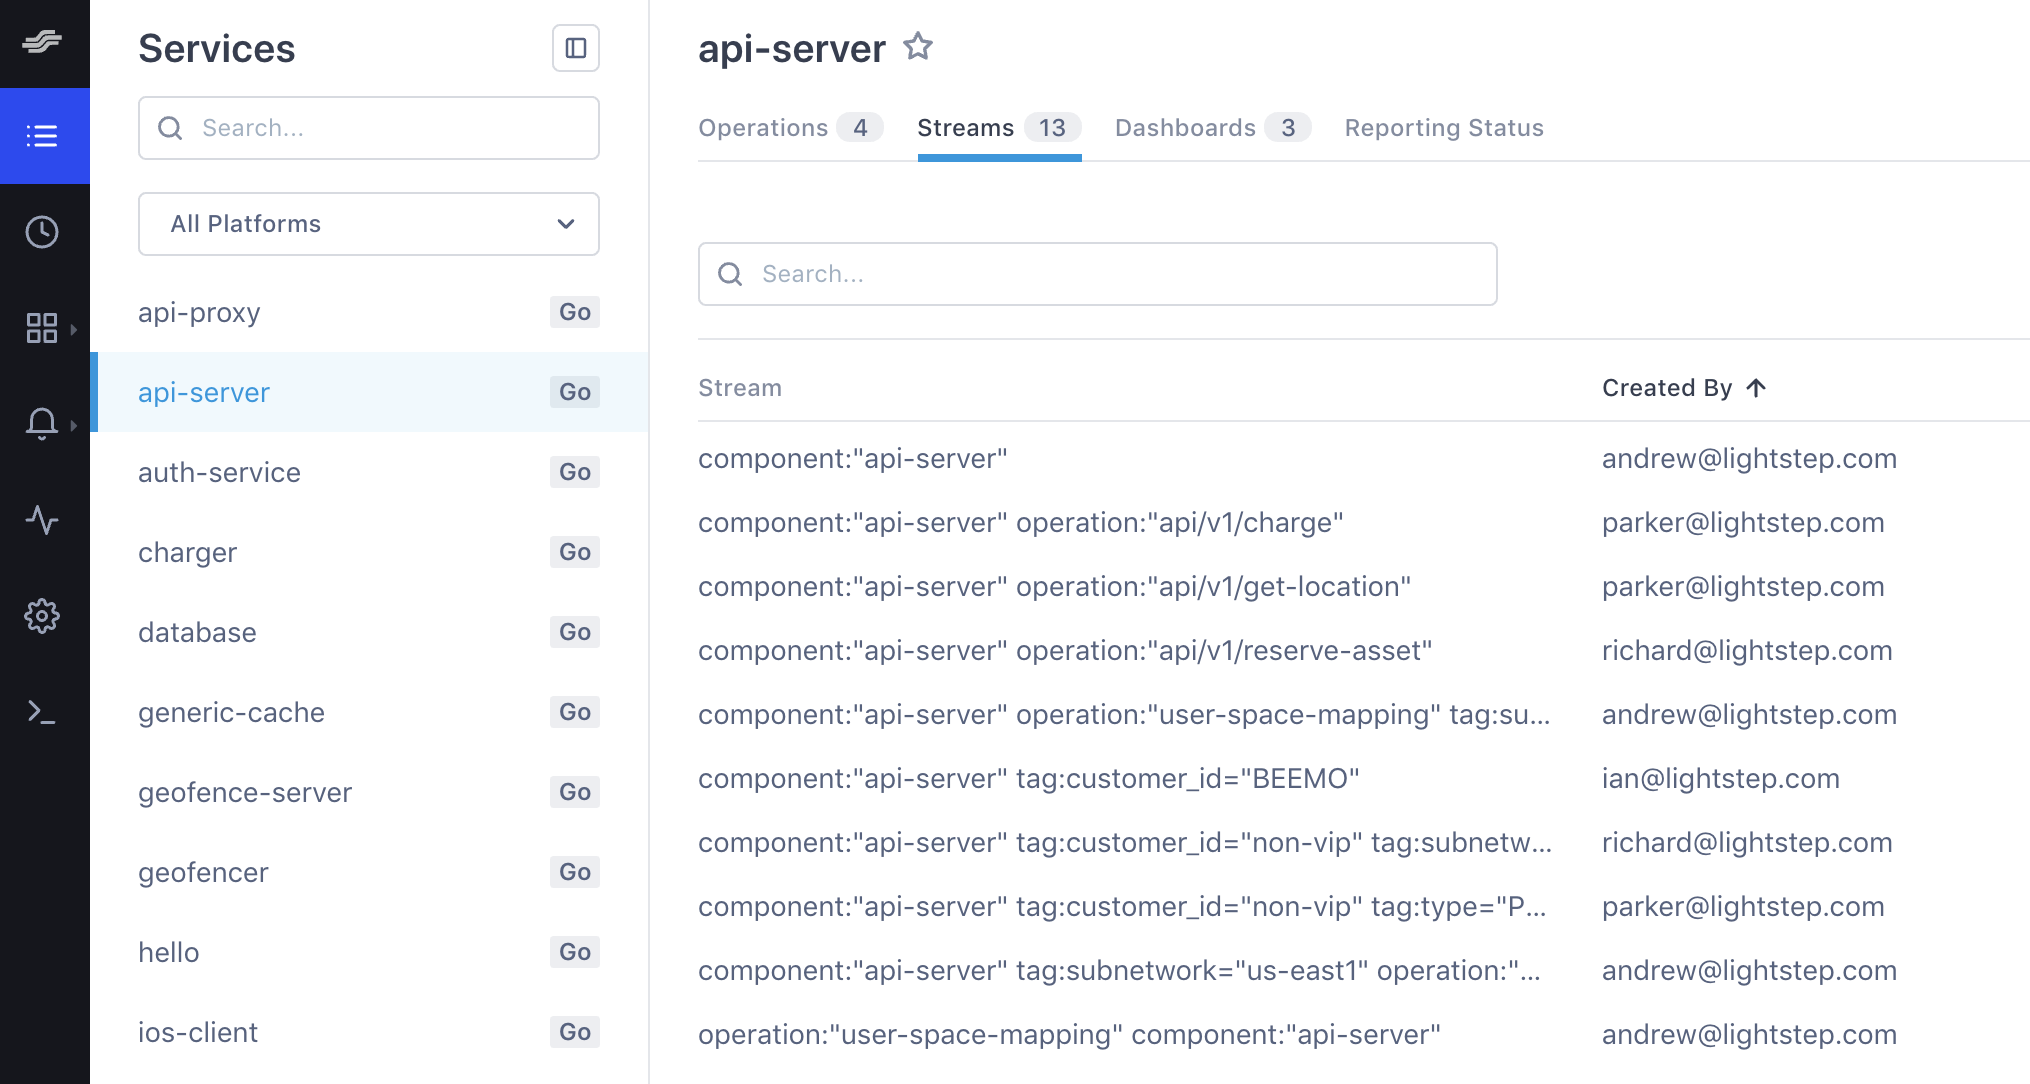 Services
Search...
All Platforms
api-proxy Go
api-server Go
auth-service Go
charger Go
database Go
generic-cache Go
geofence-server Go
geofencer Go
hello Go
ios-client Go
api-server
Operations 4 Streams 13 Dashboards 3 Reporting Status
Search...
Stream Created By
component:"api-server" andrew@lightstep.com
component:"api-server" operation:"api/v1/charge" parker@lightstep.com
component:"api-server" operation:"api/v1/get-location" parker@lightstep.com
component:"api-server" operation:"api/v1/reserve-asset" richard@lightstep.com
component:"api-server" operation:"user-space-mapping" tag:su... andrew@lightstep.com
component:"api-server" tag:customer_id="BEEMO" ian@lightstep.com
component:"api-server" tag:customer_id="non-vip" tag:subnetw... richard@lightstep.com
component:"api-server" tag:customer_id="non-vip" tag:type="P... parker@lightstep.com
component:"api-server" tag:subnetwork="us-east1" operation:"... andrew@lightstep.com
operation:"user-space-mapping" component:"api-server" andrew@lightstep.com